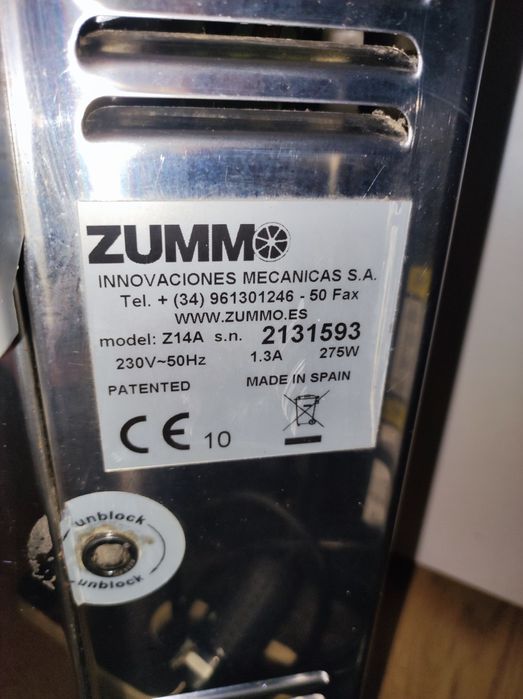 ZUMMO
INNOVACIONES MECANICAS S.A.
Tel. + (34) 961301246 - 50 Fax
WWW.ZUMMO.ES
model: Z14A s.n. 2131593
230V~50Hz 1.3A 275W
PATENTED MADE IN SPAIN
CE 10
unblock
unblock